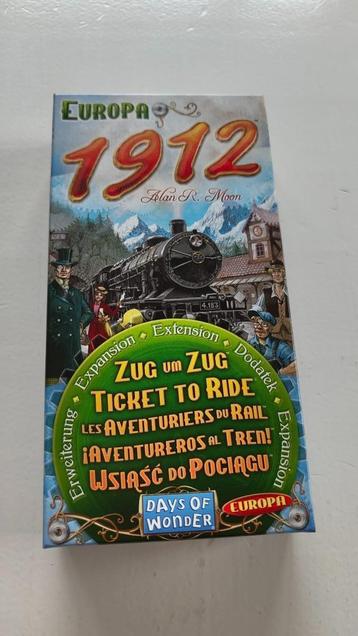 EUROPA
1912
Alan R. Moon
4.183
Erweiterung · Expansion · Extension · Dodatek · Expansion
ZUG UM ZUG
TICKET TO RIDE
LES AVENTURIERS DU RAIL
¡AVENTUREROS AL TREN!
WSIĄŚĆ DO POCIĄGU
DAYS OF
WONDER
EUROPA